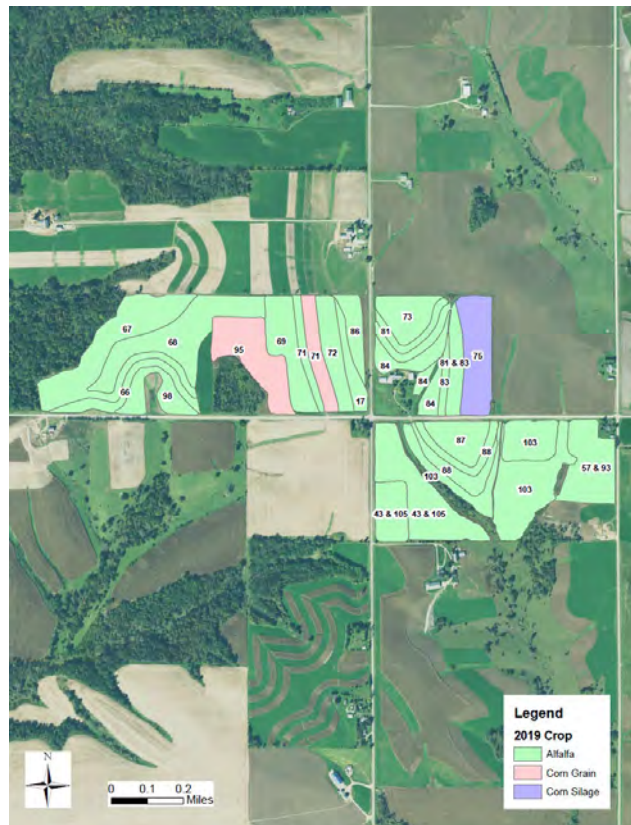 73
86
67
81
68
69
71
71
72
95
75
84
81 & 83
84
83
66
98
84
17
87
103
88
57 & 93
103
88
103
43 & 105
43 & 105
Legend
2019 Crop
Alfalfa
Corn Grain
Corn Silage
N
0 0.1 0.2
Miles